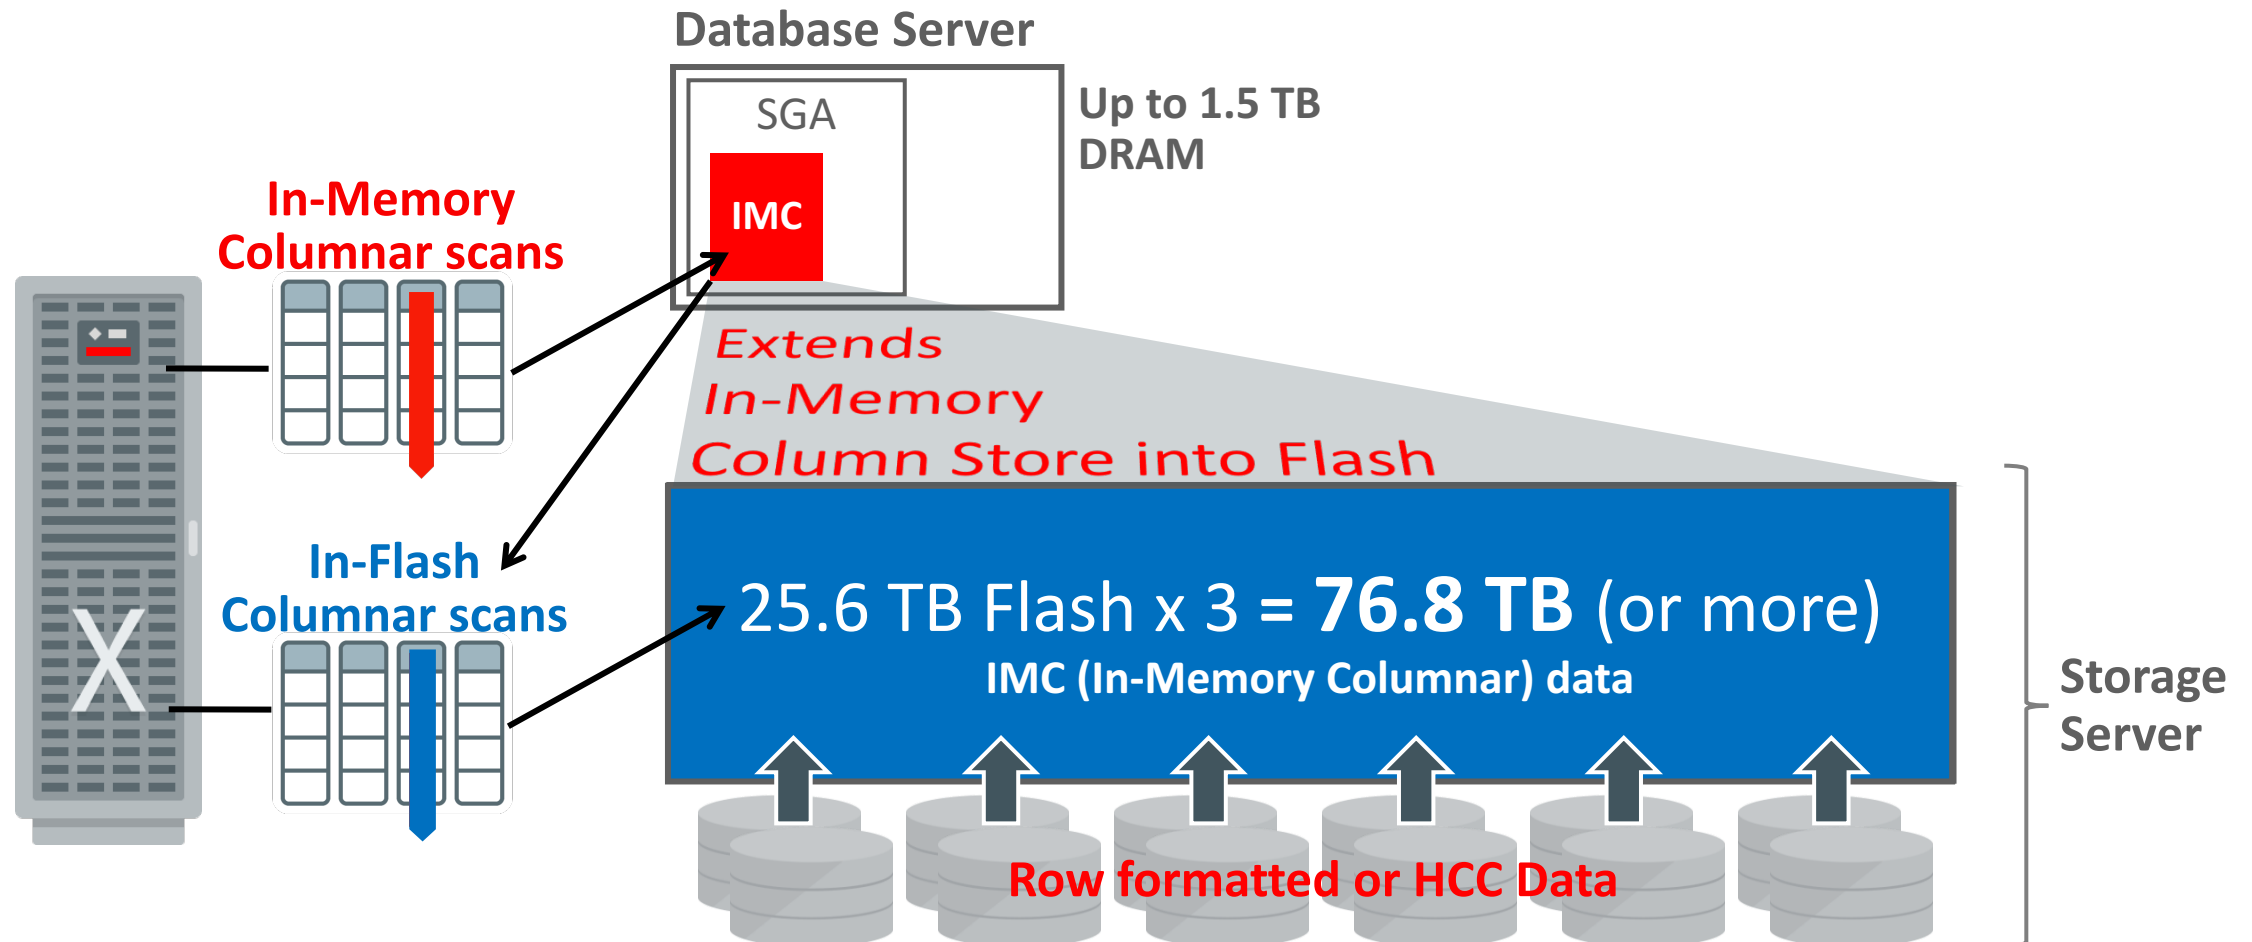 Database Server
SGA
IMC
Up to 1.5 TB
DRAM
In-Memory
Columnar scans
Extends
In-Memory
Column Store into Flash
In-Flash
Columnar scans
X
25.6 TB Flash x 3 = 76.8 TB (or more)
IMC (In-Memory Columnar) data
Storage
Server
Row formatted or HCC Data